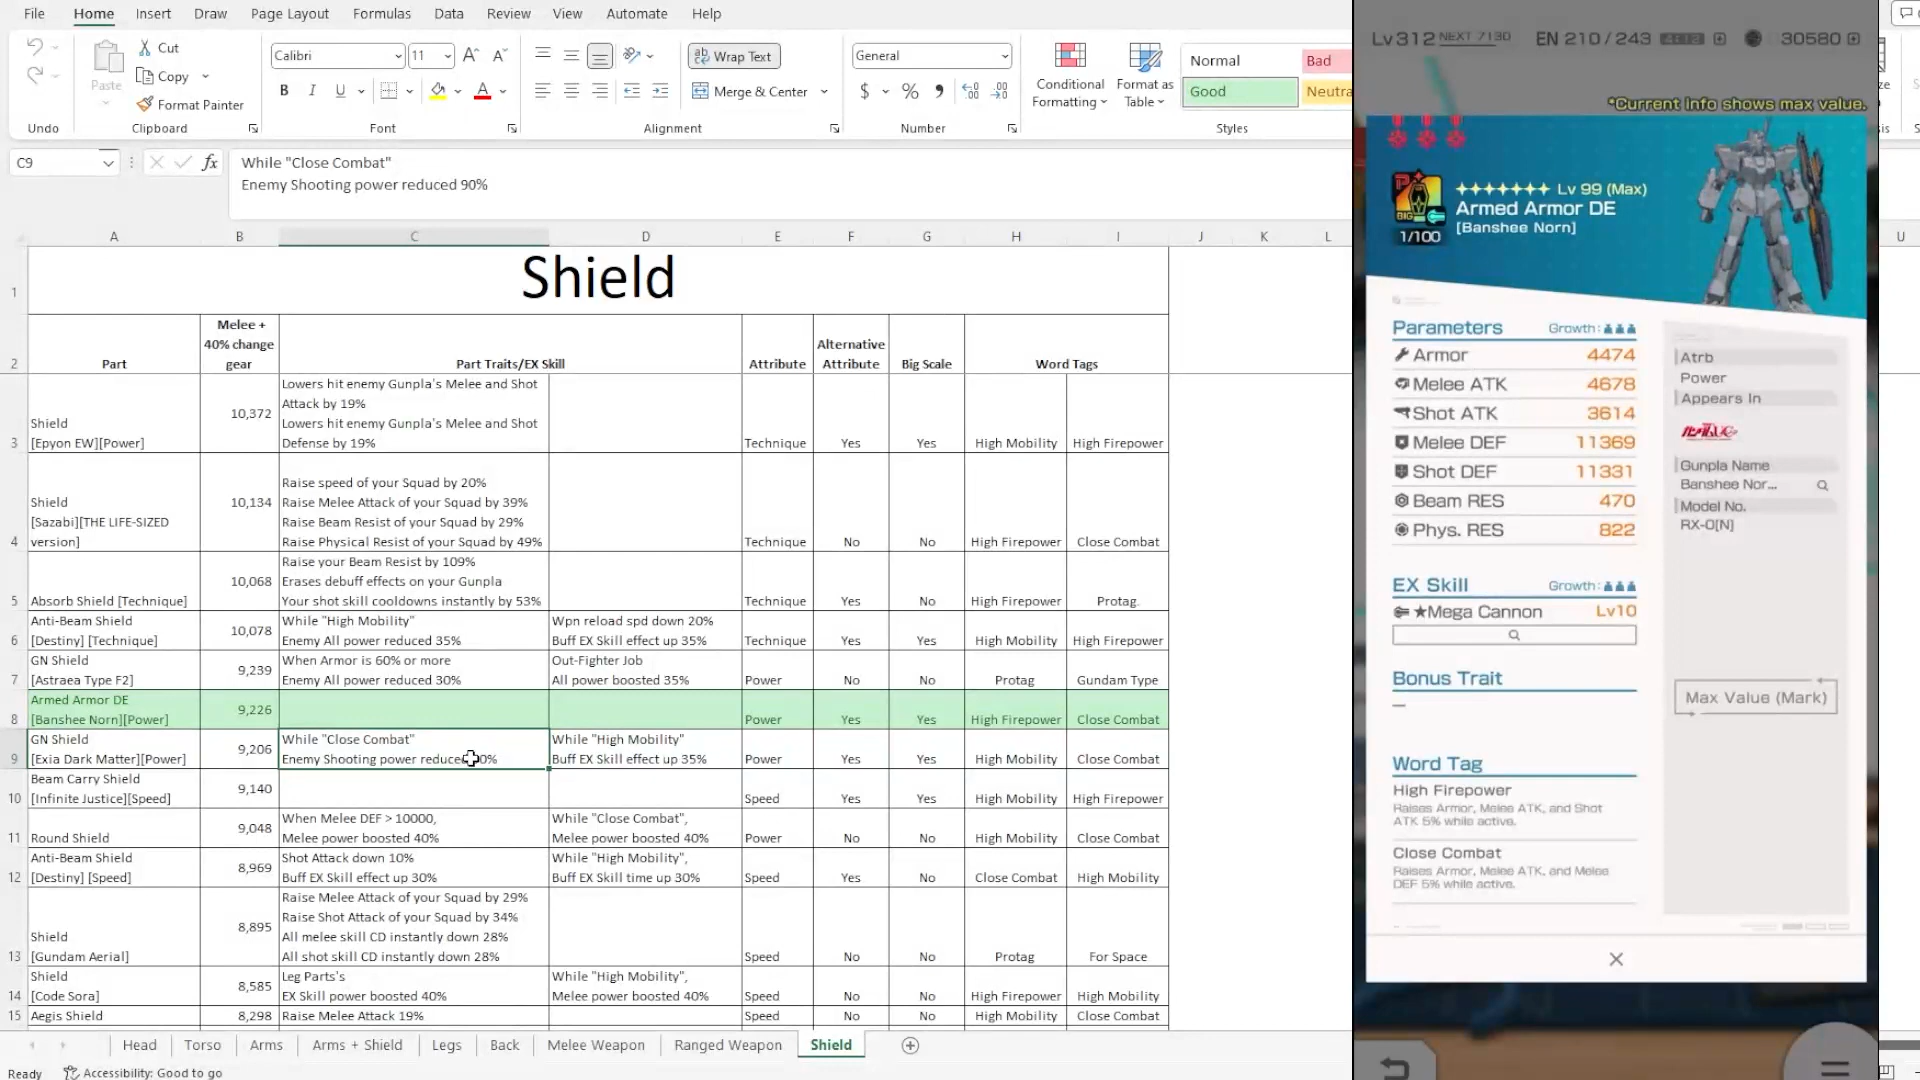 File Home Insert Draw Page Layout Formulas Data Review View Automate Help
Undo
Paste
Cut
Copy
Format Painter
Clipboard
Calibri 11
B I U
Font
Wrap Text
Merge & Center
Alignment
General
$ % ,
Number
Conditional Formatting
Format as Table
Normal Bad
Good Neutra
Styles
C9
fx
While "Close Combat"
Enemy Shooting power reduced 90%
A B C D E F G H I J K L U
1 Shield
2 Part
Melee + 40% change gear
Part Traits/EX Skill
Attribute
Alternative Attribute
Big Scale
Word Tags
3 Shield [Epyon EW][Power]
10,372
Lowers hit enemy Gunpla's Melee and Shot
Attack by 19%
Lowers hit enemy Gunpla's Melee and Shot
Defense by 19%
Technique Yes Yes High Mobility High Firepower
4 Shield [Sazabi][THE LIFE-SIZED version]
10,134
Raise speed of your Squad by 20%
Raise Melee Attack of your Squad by 39%
Raise Beam Resist of your Squad by 29%
Raise Physical Resist of your Squad by 49%
Technique No No High Firepower Close Combat
5 Absorb Shield [Technique]
10,068
Raise your Beam Resist by 109%
Erases debuff effects on your Gunpla
Your shot skill cooldowns instantly by 53%
Technique Yes No High Firepower Protag.
6 Anti-Beam Shield [Destiny] [Technique]
10,078
While "High Mobility"
Enemy All power reduced 35%
Wpn reload spd down 20%
Buff EX Skill effect up 35%
Technique Yes Yes High Mobility High Firepower
7 GN Shield [Astraea Type F2]
9,239
When Armor is 60% or more
Enemy All power reduced 30%
Out-Fighter Job
All power boosted 35%
Power No No Protag Gundam Type
8 Armed Armor DE [Banshee Norn][Power]
9,226
Power Yes Yes High Firepower Close Combat
9 GN Shield [Exia Dark Matter][Power]
9,206
While "Close Combat"
Enemy Shooting power reduced 0%
While "High Mobility"
Buff EX Skill effect up 35%
Power Yes Yes High Mobility Close Combat
10 Beam Carry Shield [Infinite Justice][Speed]
9,140
Speed Yes Yes High Mobility High Firepower
11 Round Shield
9,048
When Melee DEF > 10000,
Melee power boosted 40%
While "Close Combat",
Melee power boosted 40%
Power No No High Mobility Close Combat
12 Anti-Beam Shield [Destiny] [Speed]
8,969
Shot Attack down 10%
Buff EX Skill effect up 30%
While "High Mobility",
Buff EX Skill time up 30%
Speed Yes No Close Combat High Mobility
13 Shield [Gundam Aerial]
8,895
Raise Melee Attack of your Squad by 29%
Raise Shot Attack of your Squad by 34%
All melee skill CD instantly down 28%
All shot skill CD instantly down 28%
Speed No No Protag For Space
14 Shield [Code Sora]
8,585
Leg Parts's
EX Skill power boosted 40%
While "High Mobility",
Melee power boosted 40%
Speed No No High Firepower High Mobility
15 Aegis Shield 8,298 Raise Melee Attack 19% Speed No No High Mobility Close Combat
Head Torso Arms Arms + Shield Legs Back Melee Weapon Ranged Weapon Shield
Ready Accessibility: Good to go
Lv312 NEXT 7130 EN 210/243 30580
*Current Info shows max value.
BIG
1/100
Lv 99 (Max)
Armed Armor DE
[Banshee Norn]
Parameters Growth:
Armor 4474
Melee ATK 4678
Shot ATK 3614
Melee DEF 11369
Shot DEF 11331
Beam RES 470
Phys. RES 822
EX Skill Growth:
★Mega Cannon Lv10
Bonus Trait
—
Word Tag
High Firepower
Raises Armor, Melee ATK, and Shot
ATK 5% while active.
Close Combat
Raises Armor, Melee ATK, and Melee
DEF 5% while active.
Atrb
Power
Appears In
Gunpla Name
Banshee Nor...
Model No.
RX-0[N]
Max Value (Mark)